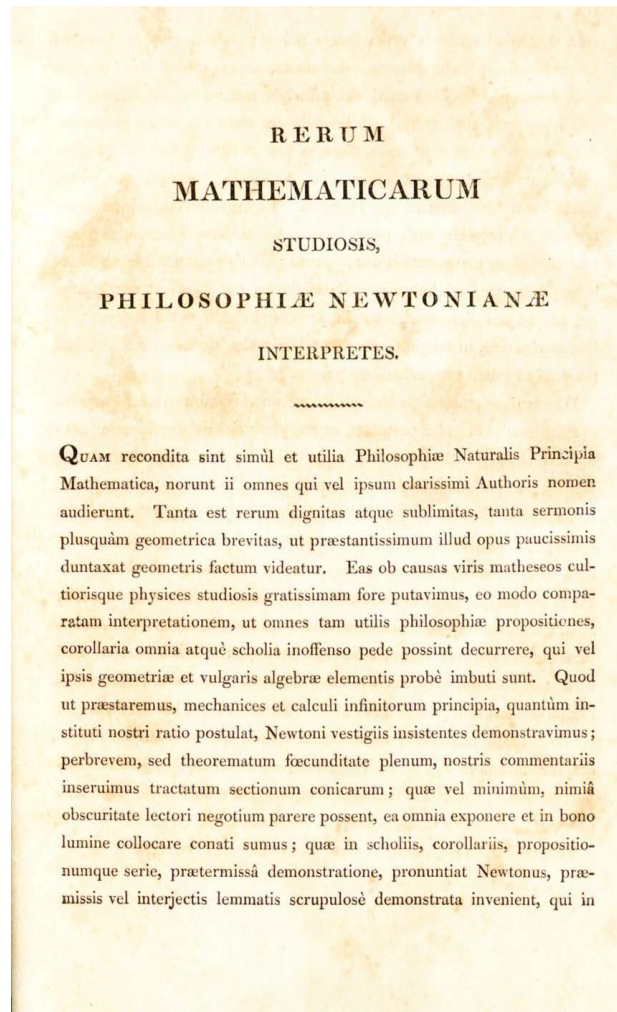 RERUM
MATHEMATICARUM
STUDIOSIS,
PHILOSOPHIÆ NEWTONIANÆ
INTERPRETES.
QUAM recondita sint simùl et utilia Philosophiæ Naturalis Principia
Mathematica, norunt ii omnes qui vel ipsum clarissimi Authoris nomen
audierunt. Tanta est rerum dignitas atque sublimitas, tanta sermonis
plusquàm geometrica brevitas, ut præstantissimum illud opus paucissimis
duntaxat geometris factum videatur. Eas ob causas viris matheseos cul-
tiorisque physices studiosis gratissimam fore putavimus, eo modo compa-
ratam interpretationem, ut omnes tam utilis philosophiæ propositiones,
corollaria omnia atquè scholia inoffenso pede possint decurrere, qui vel
ipsis geometriæ et vulgaris algebræ elementis probè imbuti sunt. Quod
ut præstaremus, mechanices et calculi infinitorum principia, quantùm in-
stituti nostri ratio postulat, Newtoni vestigiis insistentes demonstravimus;
perbrevem, sed theorematum fœcunditate plenum, nostris commentariis
inseruimus tractatum sectionum conicarum; quæ vel minimùm, nimiâ
obscuritate lectori negotium parere possent, ea omnia exponere et in bono
lumine collocare conati sumus; quæ in scholiis, corollariis, propositio-
numque serie, prætermissâ demonstratione, pronuntiat Newtonus, præ-
missis vel interjectis lemmatis scrupulosè demonstrata invenient, qui in